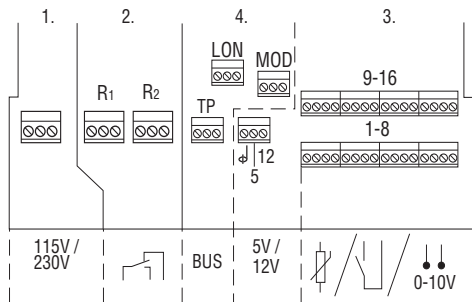 1.
2.
4.
3.
LON
MOD
9-16
R1
R2
TP
1-8
12
5
115V /
230V
BUS
5V /
12V
0-10V